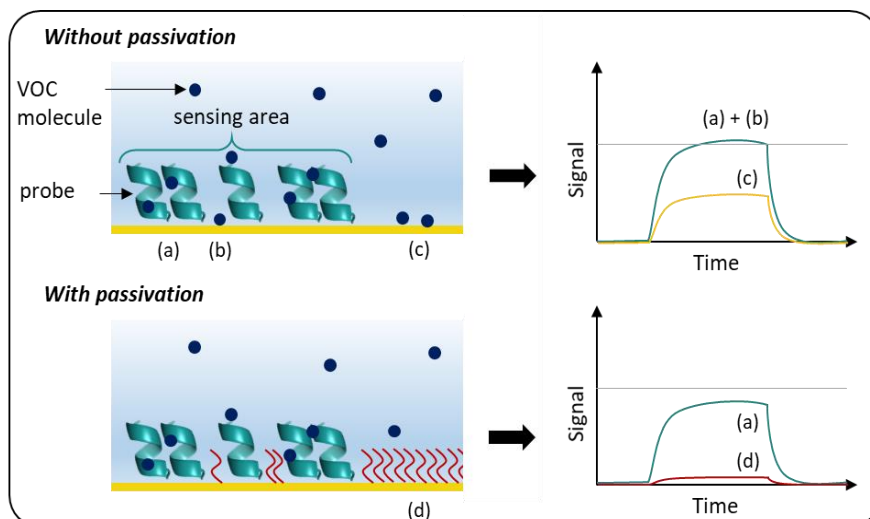 Without passivation
VOC
molecule
sensing area
probe
(a)
(b)
(c)
Signal
(a) + (b)
(c)
Time
With passivation
(d)
Signal
(a)
(d)
Time